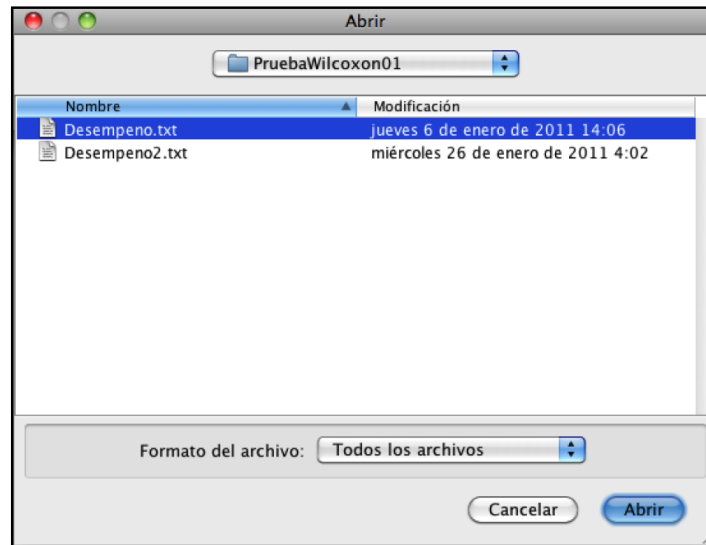 Abrir
PruebaWilcoxon01
Nombre Modificación
Desempeno.txt jueves 6 de enero de 2011 14:06
Desempeno2.txt miércoles 26 de enero de 2011 4:02
Formato del archivo: Todos los archivos
Cancelar Abrir